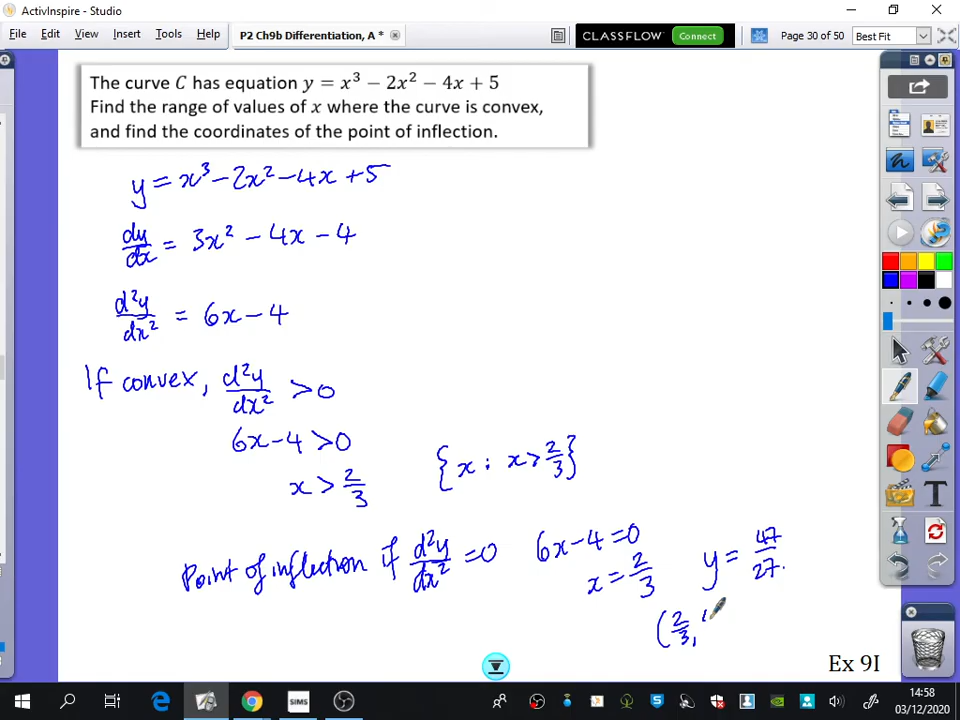 ActivInspire - Studio
File Edit View Insert Tools Help
P2 Ch9b Differentiation, A *
CLASSFLOW Connect
Page 30 of 50
Best Fit
The curve C has equation y = x³ − 2x² − 4x + 5
Find the range of values of x where the curve is convex,
and find the coordinates of the point of inflection.
y = x³ − 2x² − 4x + 5
dy/dx = 3x² − 4x − 4
d²y/dx² = 6x − 4
If convex, d²y/dx² > 0
6x − 4 > 0
x > 2/3 {x : x > 2/3}
Point of inflection if d²y/dx² = 0 6x − 4 = 0
x = 2/3 y = 47/27.
(2/3,
Ex 9I
SIMS
14:58
03/12/2020